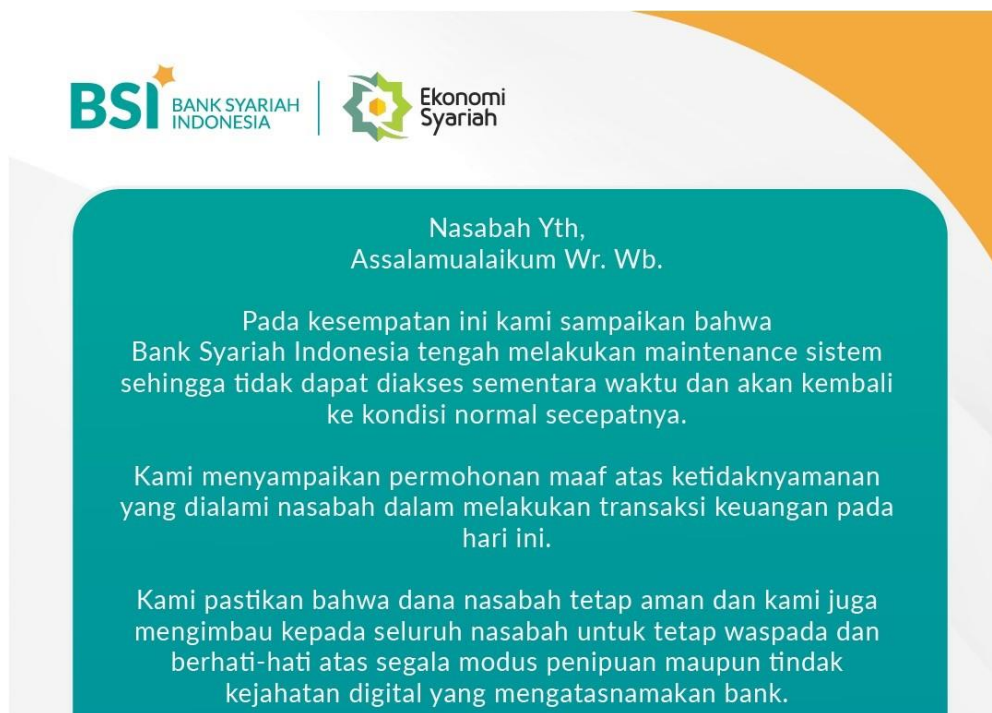 BSI BANK SYARIAH
INDONESIA
Ekonomi
Syariah
Nasabah Yth,
Assalamualaikum Wr. Wb.
Pada kesempatan ini kami sampaikan bahwa
Bank Syariah Indonesia tengah melakukan maintenance sistem
sehingga tidak dapat diakses sementara waktu dan akan kembali
ke kondisi normal secepatnya.
Kami menyampaikan permohonan maaf atas ketidaknyamanan
yang dialami nasabah dalam melakukan transaksi keuangan pada
hari ini.
Kami pastikan bahwa dana nasabah tetap aman dan kami juga
mengimbau kepada seluruh nasabah untuk tetap waspada dan
berhati-hati atas segala modus penipuan maupun tindak
kejahatan digital yang mengatasnamakan bank.